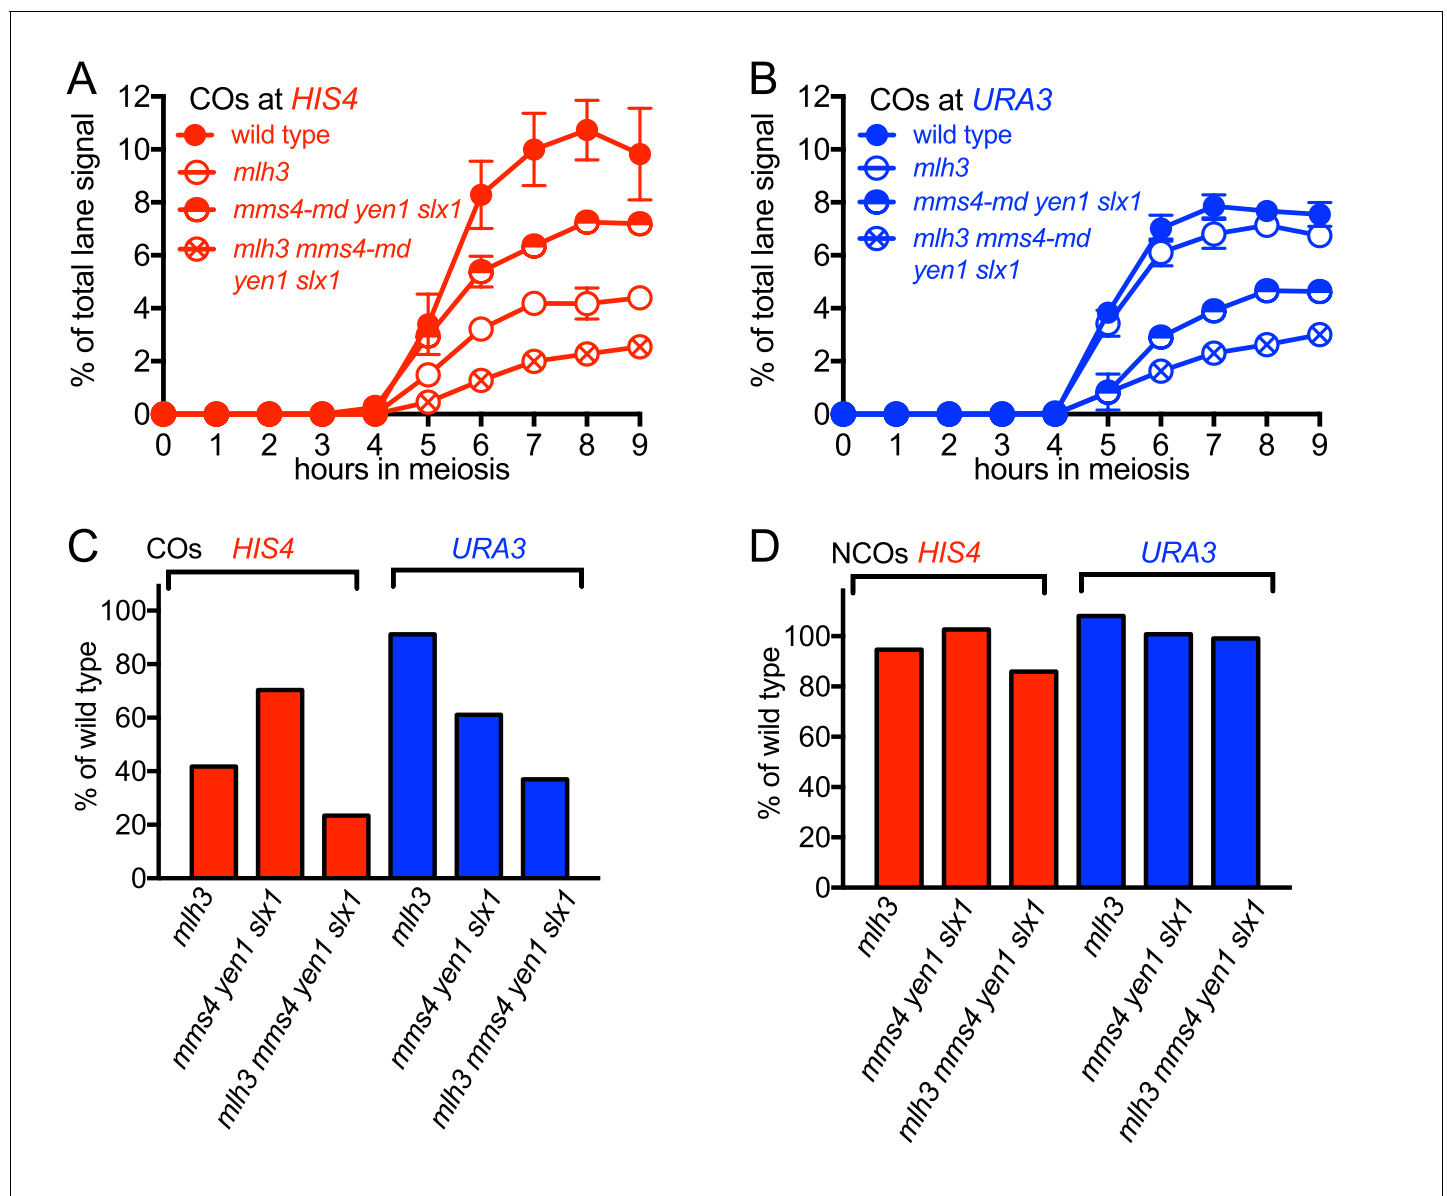 A
COs at HIS4
wild type
mlh3
mms4-md yen1 slx1
mlh3 mms4-md
yen1 slx1
% of total lane signal
12
10
8
6
4
2
0
0 1 2 3 4 5 6 7 8 9
hours in meiosis
B
COs at URA3
wild type
mlh3
mms4-md yen1 slx1
mlh3 mms4-md
yen1 slx1
% of total lane signal
12
10
8
6
4
2
0
0 1 2 3 4 5 6 7 8 9
hours in meiosis
C
COs HIS4 URA3
% of wild type
100
80
60
40
20
0
mlh3
mms4 yen1 slx1
mlh3 mms4 yen1 slx1
mlh3
mms4 yen1 slx1
mlh3 mms4 yen1 slx1
D
NCOs HIS4 URA3
% of wild type
100
80
60
40
20
0
mlh3
mms4 yen1 slx1
mlh3 mms4 yen1 slx1
mlh3
mms4 yen1 slx1
mlh3 mms4 yen1 slx1